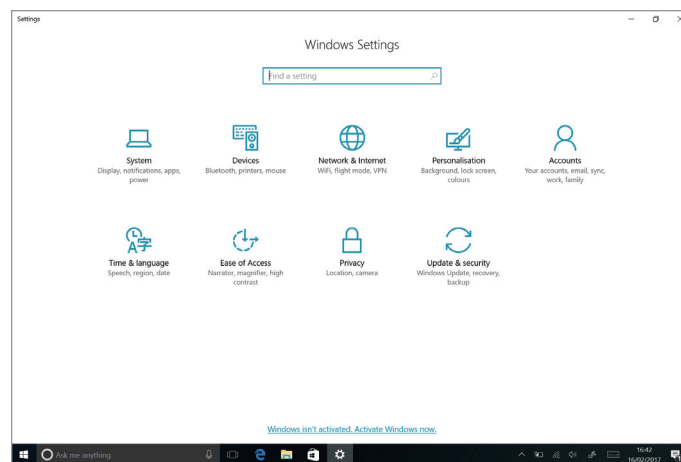 Settings
Windows Settings
Find a setting
System
Display, notifications, apps,
power
Devices
Bluetooth, printers, mouse
Network & Internet
WiFi, flight mode, VPN
Personalisation
Background, lock screen,
colours
Accounts
Your accounts, email, sync,
work, family
Time & language
Speech, region, date
Ease of Access
Narrator, magnifier, high
contrast
Privacy
Location, camera
Update & security
Windows Update, recovery,
backup
Windows isn't activated. Activate Windows now.
Ask me anything
16:42
16/02/2017